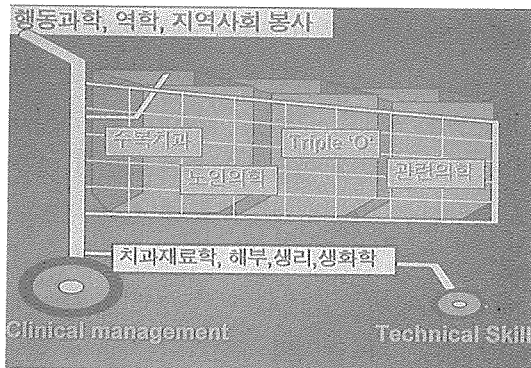 행동과학, 역학, 지역사회 봉사
수복치과
Triple 'O'
노인의학
관련의학
치과재료학, 해부,생리,생화학
Clinical management
Technical Skill